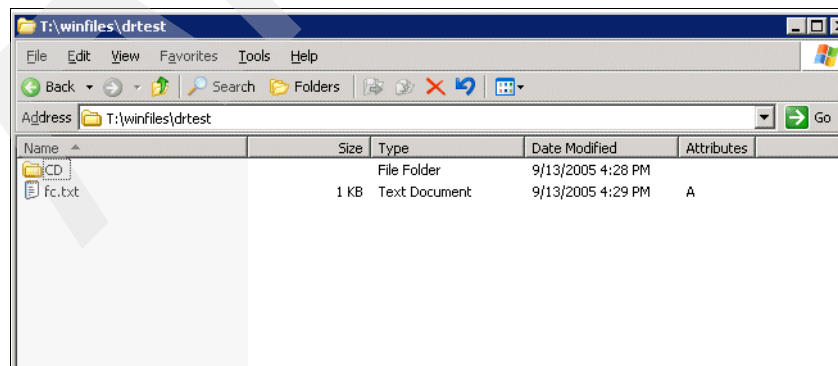 T:\winfiles\drtest
File Edit View Favorites Tools Help
Back Search Folders
Address T:\winfiles\drtest Go
Name Size Type Date Modified Attributes
CD File Folder 9/13/2005 4:28 PM
fc.txt 1 KB Text Document 9/13/2005 4:29 PM A